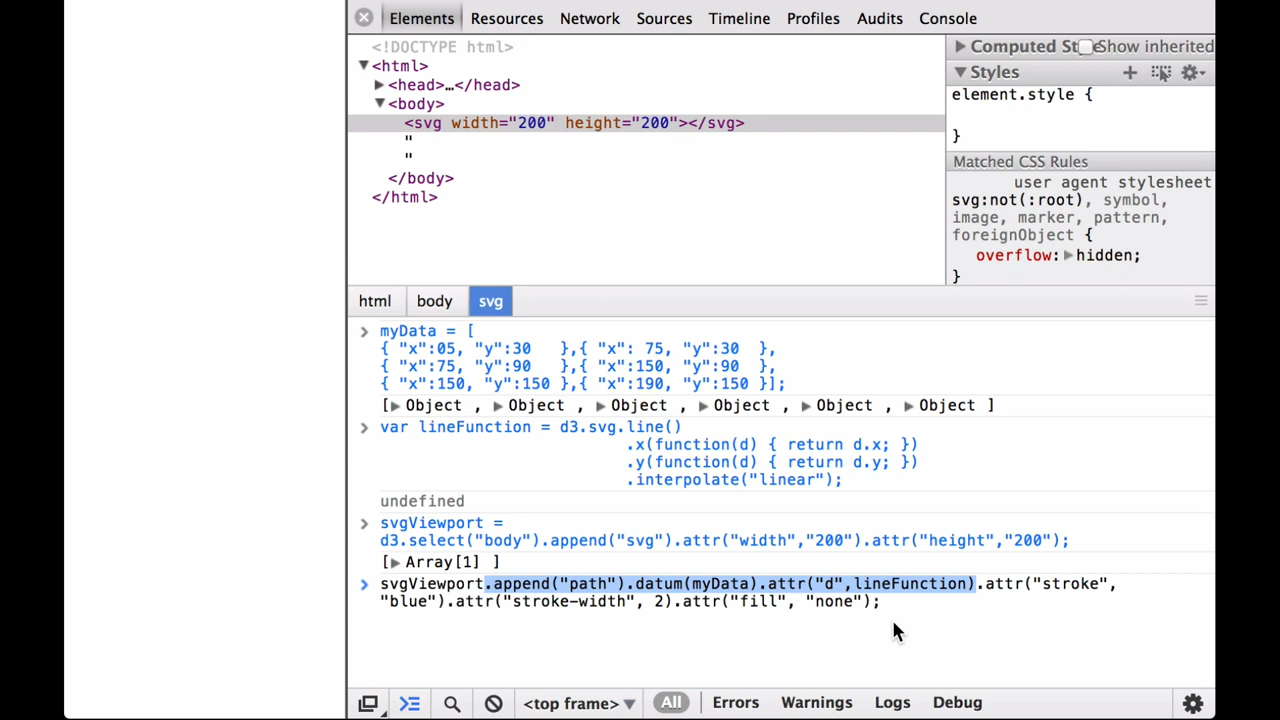 Elements Resources Network Sources Timeline Profiles Audits Console
<!DOCTYPE html>
▼<html>
▶<head>…</head>
▼<body>
<svg width="200" height="200"></svg>
"
"
</body>
</html>
▶ Computed Sty Show inherited
▼ Styles
element.style {
}
Matched CSS Rules
user agent stylesheet
svg:not(:root), symbol,
image, marker, pattern,
foreignObject {
overflow:▶hidden;
}
html body svg
> myData = [
{ "x":05, "y":30 },{ "x": 75, "y":30 },
{ "x":75, "y":90 },{ "x":150, "y":90 },
{ "x":150, "y":150 },{ "x":190, "y":150 }];
[▶ Object , ▶ Object , ▶ Object , ▶ Object , ▶ Object , ▶ Object ]
> var lineFunction = d3.svg.line()
.x(function(d) { return d.x; })
.y(function(d) { return d.y; })
.interpolate("linear");
undefined
> svgViewport =
d3.select("body").append("svg").attr("width","200").attr("height","200");
[▶ Array[1] ]
> svgViewport.append("path").datum(myData).attr("d",lineFunction).attr("stroke",
"blue").attr("stroke-width", 2).attr("fill", "none");
<top frame> ▼ All Errors Warnings Logs Debug